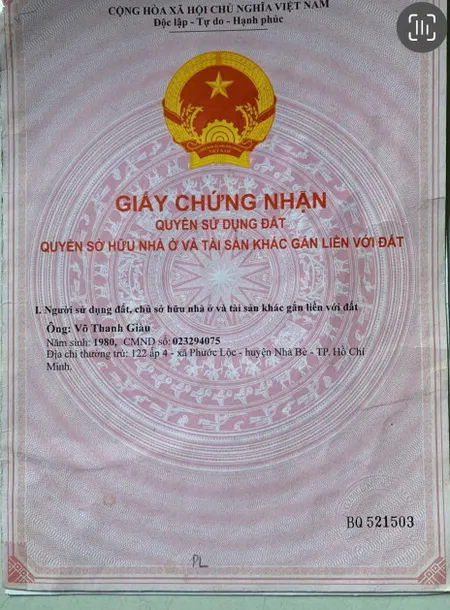 CỘNG HÒA XÃ HỘI CHỦ NGHĨA VIỆT NAM
Độc lập - Tự do - Hạnh phúc
VIỆT NAM
GIẤY CHỨNG NHẬN
QUYỀN SỬ DỤNG ĐẤT
QUYỀN SỞ HỮU NHÀ Ở VÀ TÀI SẢN KHÁC GẮN LIỀN VỚI ĐẤT
I. Người sử dụng đất, chủ sở hữu nhà ở và tài sản khác gắn liền với đất
Ông: Võ Thanh Giàu
Năm sinh: 1980, CMND số: 023294075
Địa chỉ thường trú: 122 ấp 4 - xã Phước Lộc - huyện Nhà Bè - TP. Hồ Chí
Minh.
BQ 521503
PL